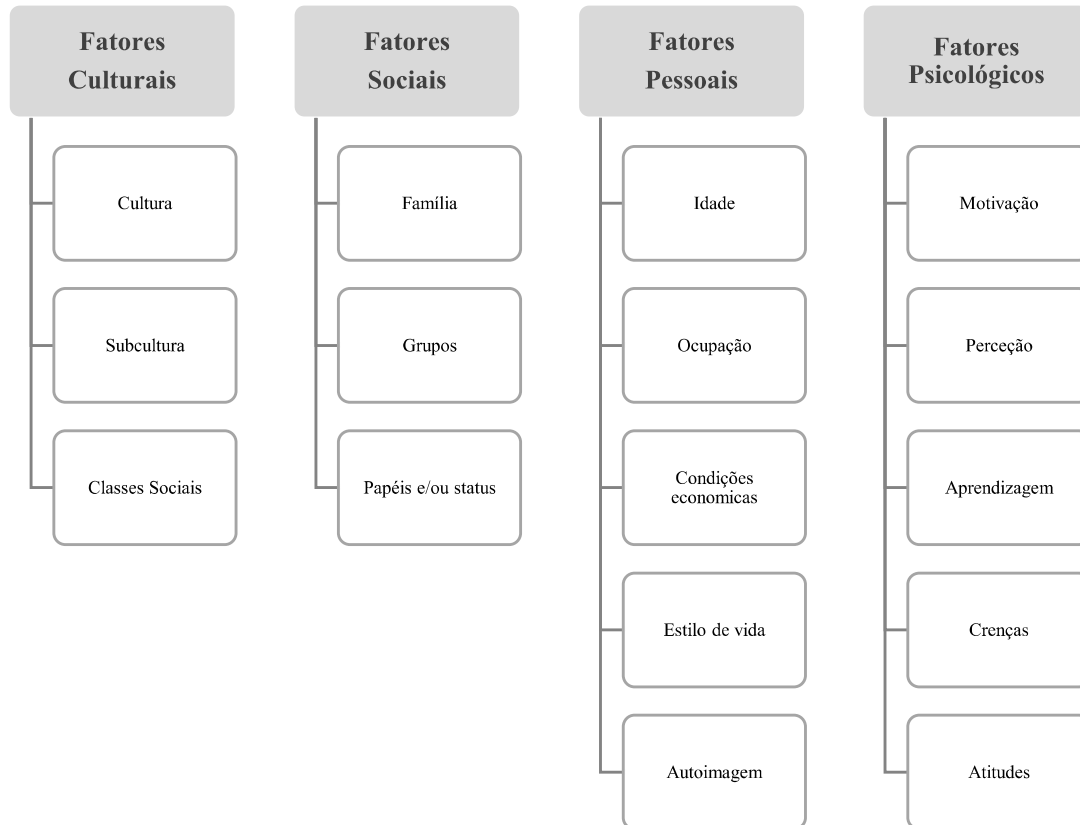 Fatores
Culturais
Cultura
Subcultura
Classes Sociais
Fatores
Sociais
Família
Grupos
Papéis e/ou status
Fatores
Pessoais
Idade
Ocupação
Condições
economicas
Estilo de vida
Autoimagem
Fatores
Psicológicos
Motivação
Perceção
Aprendizagem
Crenças
Atitudes